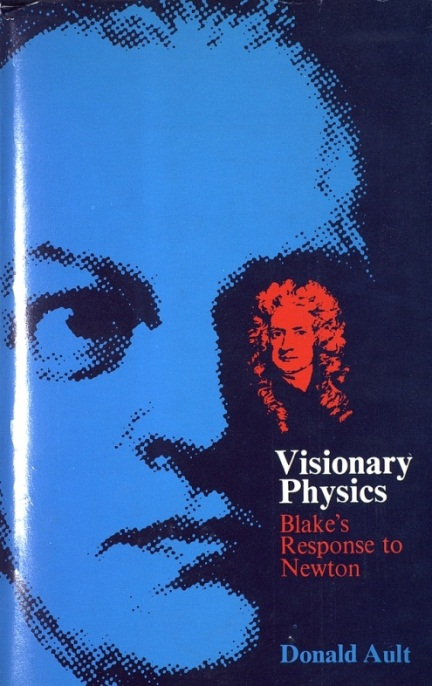 Visionary
Physics
Blake's
Response to
Newton
Donald Ault